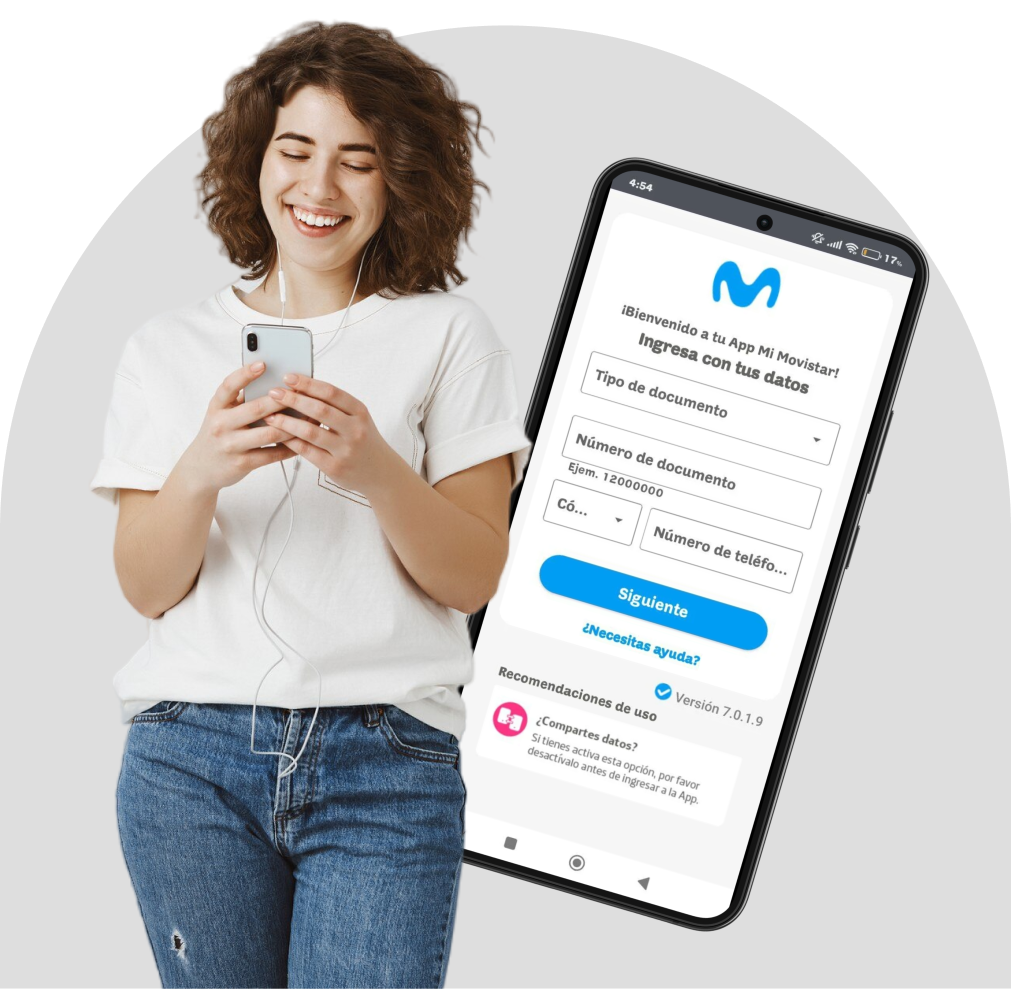 4:54
17%
¡Bienvenido a tu App Mi Movistar!
Ingresa con tus datos
Tipo de documento
Número de documento
Ejem. 12000000
Có...
Número de teléfo...
Siguiente
¿Necesitas ayuda?
Versión 7.0.1.9
Recomendaciones de uso
¿Compartes datos?
Si tienes activa esta opción, por favor
desactívalo antes de ingresar a la App.